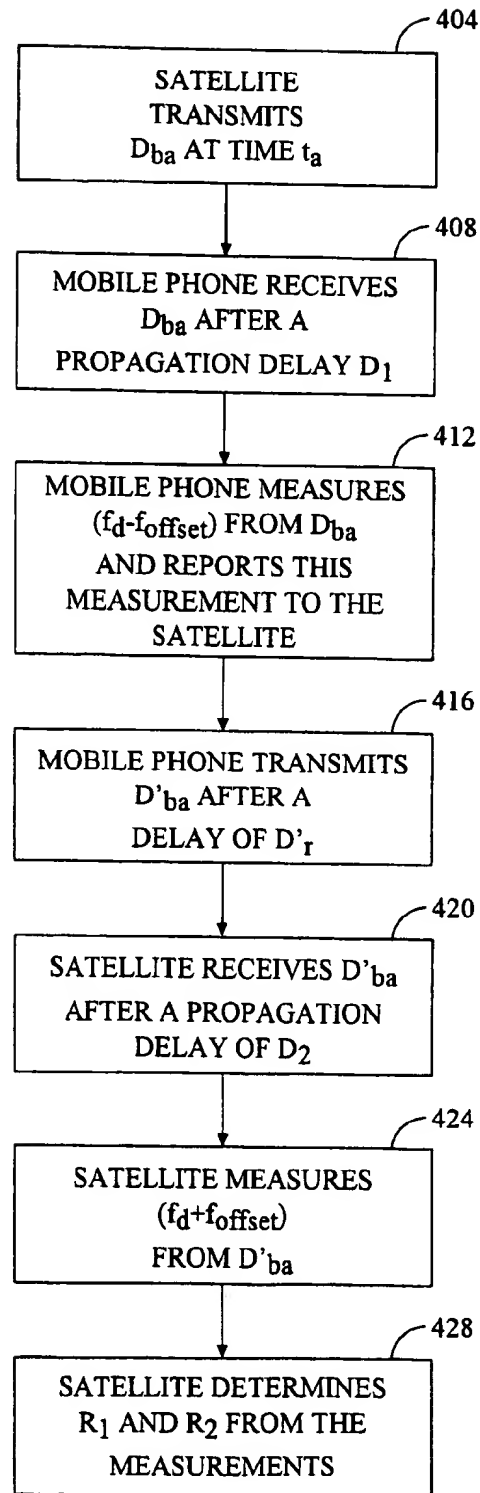 404
SATELLITE
TRANSMITS
Dba AT TIME ta
408
MOBILE PHONE RECEIVES
Dba AFTER A
PROPAGATION DELAY D1
412
MOBILE PHONE MEASURES
(fd-foffset) FROM Dba
AND REPORTS THIS
MEASUREMENT TO THE
SATELLITE
416
MOBILE PHONE TRANSMITS
D'ba AFTER A
DELAY OF D'r
420
SATELLITE RECEIVES D'ba
AFTER A PROPAGATION
DELAY OF D2
424
SATELLITE MEASURES
(fd+foffset)
FROM D'ba
428
SATELLITE DETERMINES
R1 AND R2 FROM THE
MEASUREMENTS